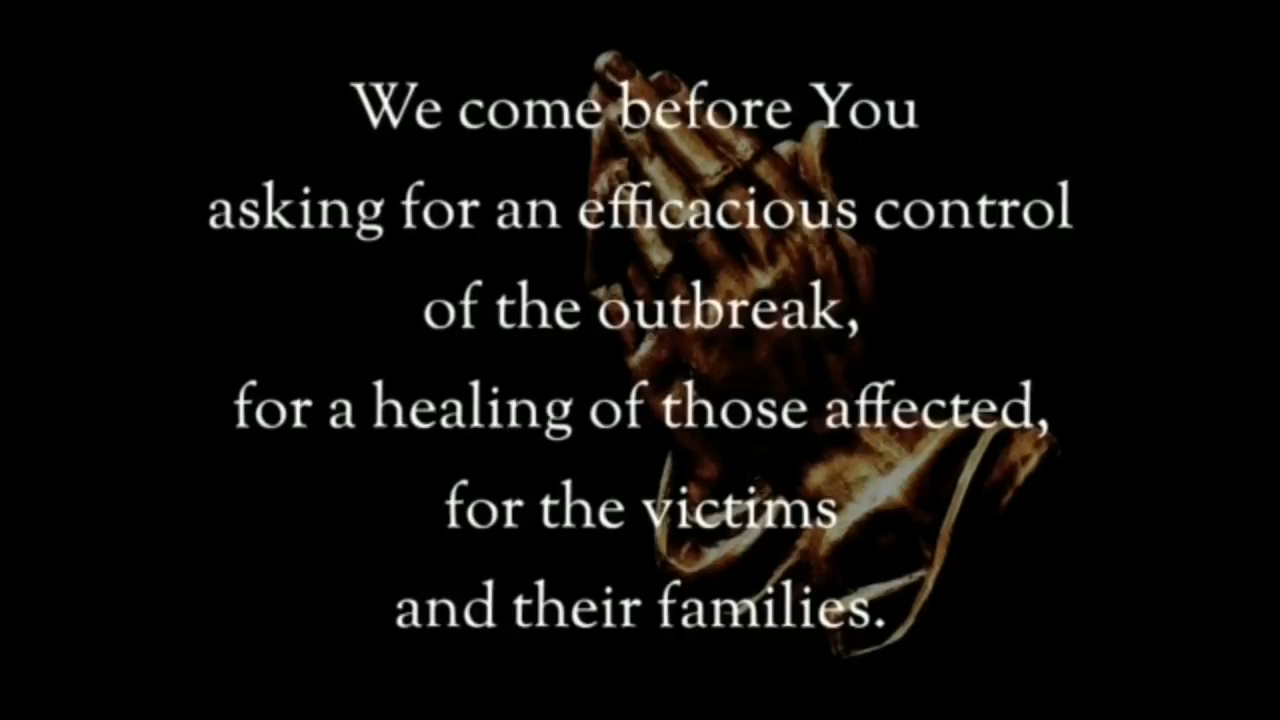 We come before You
asking for an efficacious control
of the outbreak,
for a healing of those affected,
for the victims
and their families.